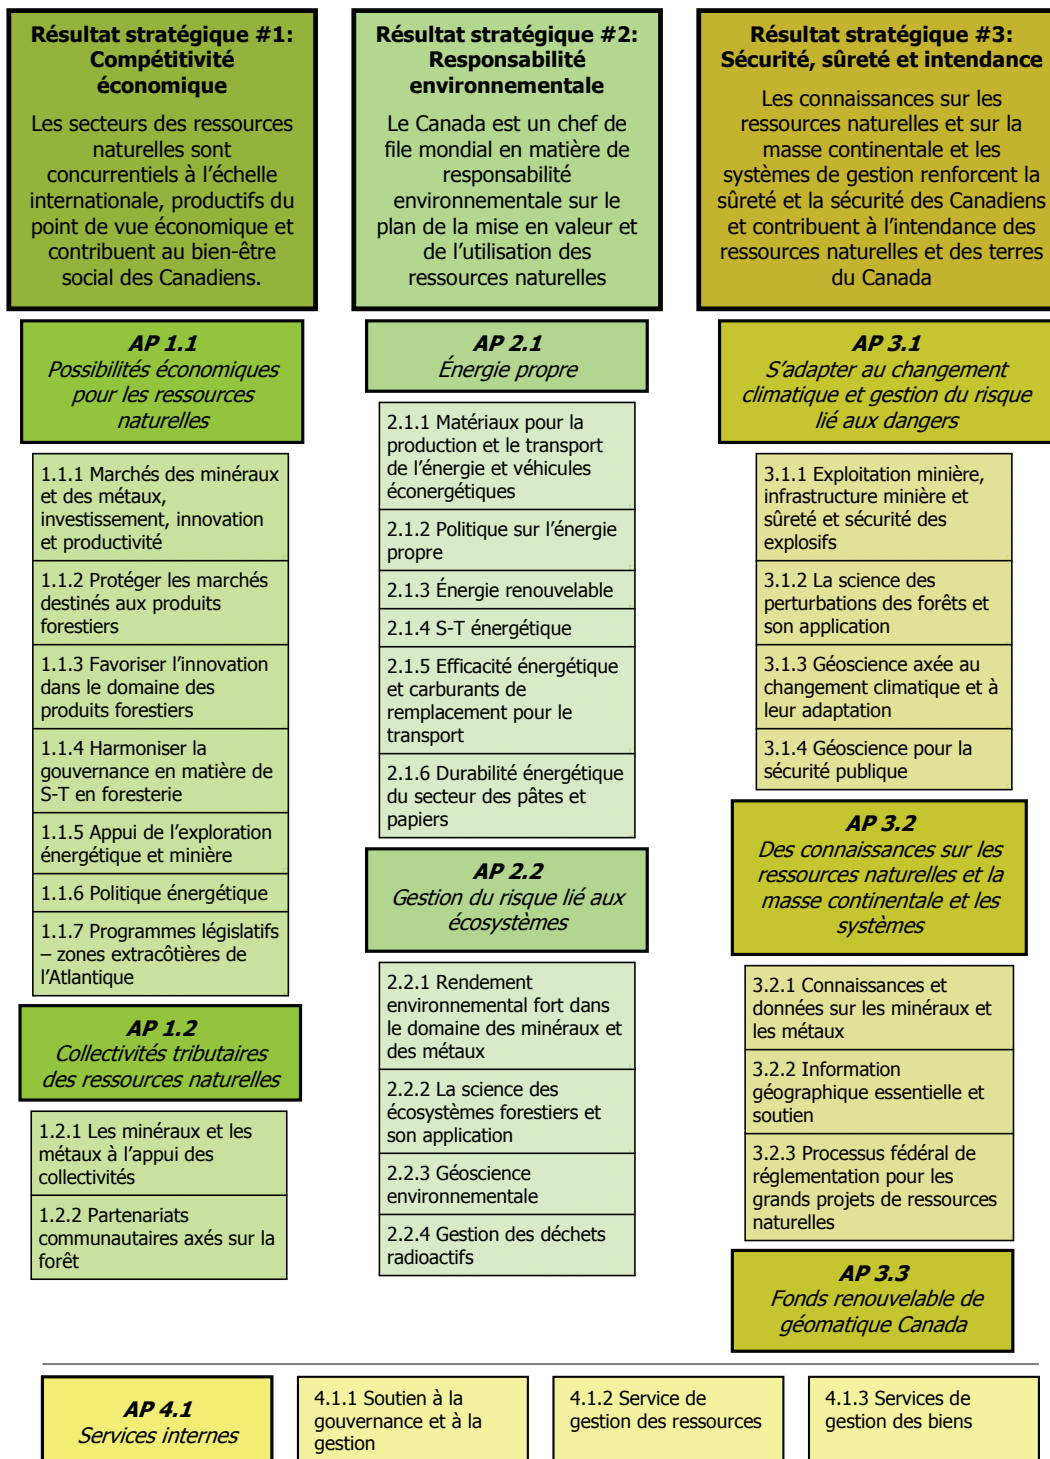 Résultat stratégique #1:
Compétitivité
économique
Les secteurs des ressources
naturelles sont
concurrentiels à l’échelle
internationale, productifs du
point de vue économique et
contribuent au bien-être
social des Canadiens.
AP 1.1
Possibilités économiques
pour les ressources
naturelles
1.1.1 Marchés des minéraux
et des métaux,
investissement, innovation
et productivité
1.1.2 Protéger les marchés
destinés aux produits
forestiers
1.1.3 Favoriser l’innovation
dans le domaine des
produits forestiers
1.1.4 Harmoniser la
gouvernance en matière de
S-T en foresterie
1.1.5 Appui de l’exploration
énergétique et minière
1.1.6 Politique énergétique
1.1.7 Programmes législatifs
– zones extracôtières de
l’Atlantique
AP 1.2
Collectivités tributaires
des ressources naturelles
1.2.1 Les minéraux et les
métaux à l’appui des
collectivités
1.2.2 Partenariats
communautaires axés sur la
forêt
Résultat stratégique #2:
Responsabilité
environnementale
Le Canada est un chef de
file mondial en matière de
responsabilité
environnementale sur le
plan de la mise en valeur et
de l’utilisation des
ressources naturelles
AP 2.1
Énergie propre
2.1.1 Matériaux pour la
production et le transport
de l’énergie et véhicules
éconergétiques
2.1.2 Politique sur l’énergie
propre
2.1.3 Énergie renouvelable
2.1.4 S-T énergétique
2.1.5 Efficacité énergétique
et carburants de
remplacement pour le
transport
2.1.6 Durabilité énergétique
du secteur des pâtes et
papiers
AP 2.2
Gestion du risque lié aux
écosystèmes
2.2.1 Rendement
environnemental fort dans
le domaine des minéraux et
des métaux
2.2.2 La science des
écosystèmes forestiers et
son application
2.2.3 Géoscience
environnementale
2.2.4 Gestion des déchets
radioactifs
Résultat stratégique #3:
Sécurité, sûreté et intendance
Les connaissances sur les
ressources naturelles et sur la
masse continentale et les
systèmes de gestion renforcent la
sûreté et la sécurité des Canadiens
et contribuent à l’intendance des
ressources naturelles et des terres
du Canada
AP 3.1
S’adapter au changement
climatique et gestion du risque
lié aux dangers
3.1.1 Exploitation minière,
infrastructure minière et
sûreté et sécurité des
explosifs
3.1.2 La science des
perturbations des forêts et
son application
3.1.3 Géoscience axée au
changement climatique et à
leur adaptation
3.1.4 Géoscience pour la
sécurité publique
AP 3.2
Des connaissances sur les
ressources naturelles et la
masse continentale et les
systèmes
3.2.1 Connaissances et
données sur les minéraux et
les métaux
3.2.2 Information
géographique essentielle et
soutien
3.2.3 Processus fédéral de
réglementation pour les
grands projets de ressources
naturelles
AP 3.3
Fonds renouvelable de
géomatique Canada
AP 4.1
Services internes
4.1.1 Soutien à la
gouvernance et à la
gestion
4.1.2 Service de
gestion des ressources
4.1.3 Services de
gestion des biens